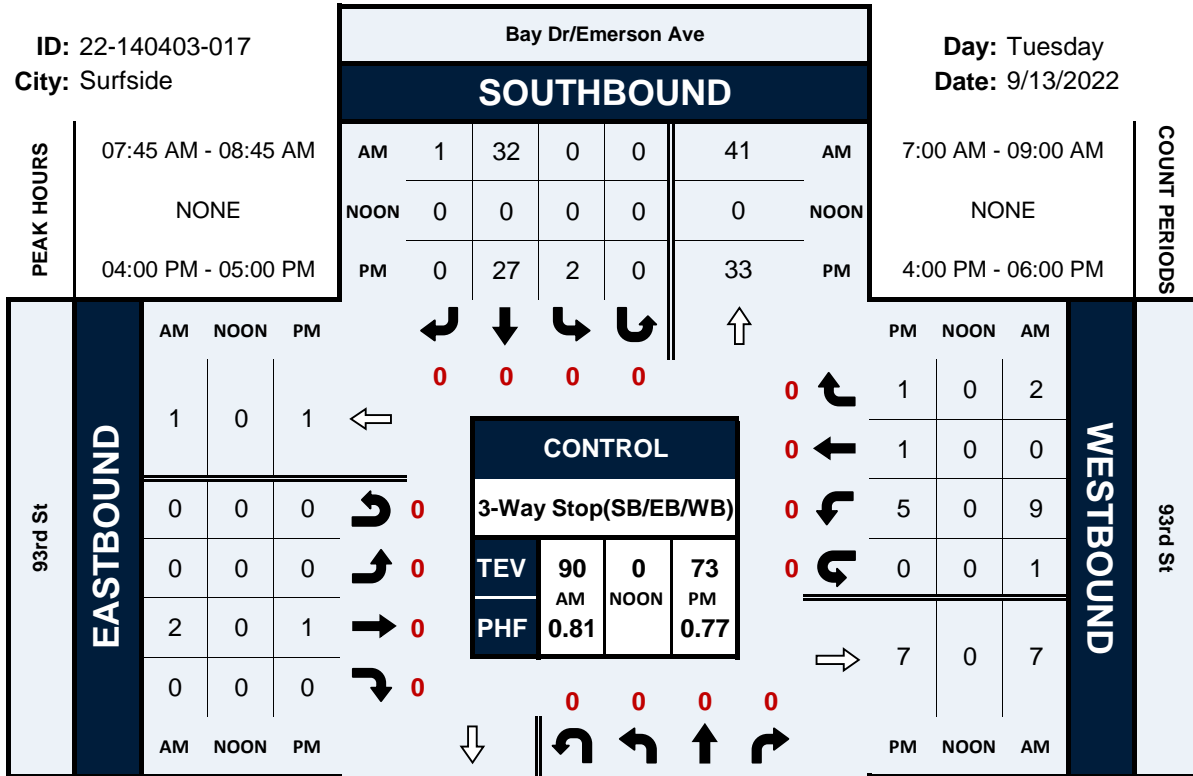 Bay Dr/Emerson Ave
ID: 22-140403-017
Day: Tuesday
City: Surfside
Date: 9/13/2022
SOUTHBOUND
PEAK HOURS
07:45 AM - 08:45 AM
NONE
04:00 PM - 05:00 PM
AM 1 32 0 0 41 AM
NOON 0 0 0 0 0 NOON
PM 0 27 2 0 33 PM
7:00 AM - 09:00 AM
NONE
4:00 PM - 06:00 PM
COUNT PERIODS
0 0 0 0
93rd St
EASTBOUND
AM NOON PM
1 0 1
0 0 0 0
0 0 0 0
2 0 1 0
0 0 0 0
AM NOON PM
CONTROL
3-Way Stop(SB/EB/WB)
TEV 90 0 73
AM NOON PM
PHF 0.81 0.77
PM NOON AM
0 1 0 2
0 1 0 0
0 5 0 9
0 0 0 1
7 0 7
PM NOON AM
WESTBOUND
93rd St
0 0 0 0